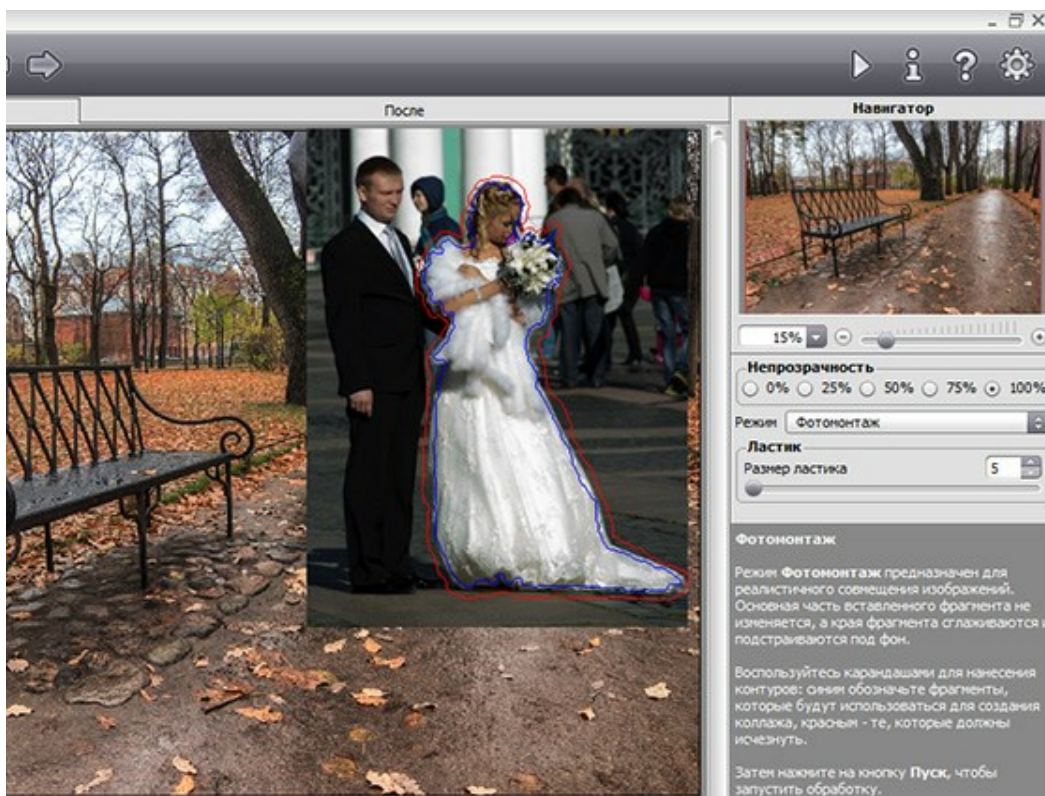 После
Навигатор
15%
Непрозрачность
0% 25% 50% 75% 100%
Режим Фотомонтаж
Ластик
Размер ластика 5
Фотомонтаж
Режим Фотомонтаж предназначен для
реалистичного совмещения изображений.
Основная часть вставленного фрагмента не
изменяется, а края фрагмента сглаживаются и
подстраиваются под фон.
Воспользуйтесь карандашами для нанесения
контуров: синим обозначьте фрагменты,
которые будут использоваться для создания
коллажа, красным - те, которые должны
исчезнуть.
Затем нажмите на кнопку Пуск, чтобы
запустить обработку.